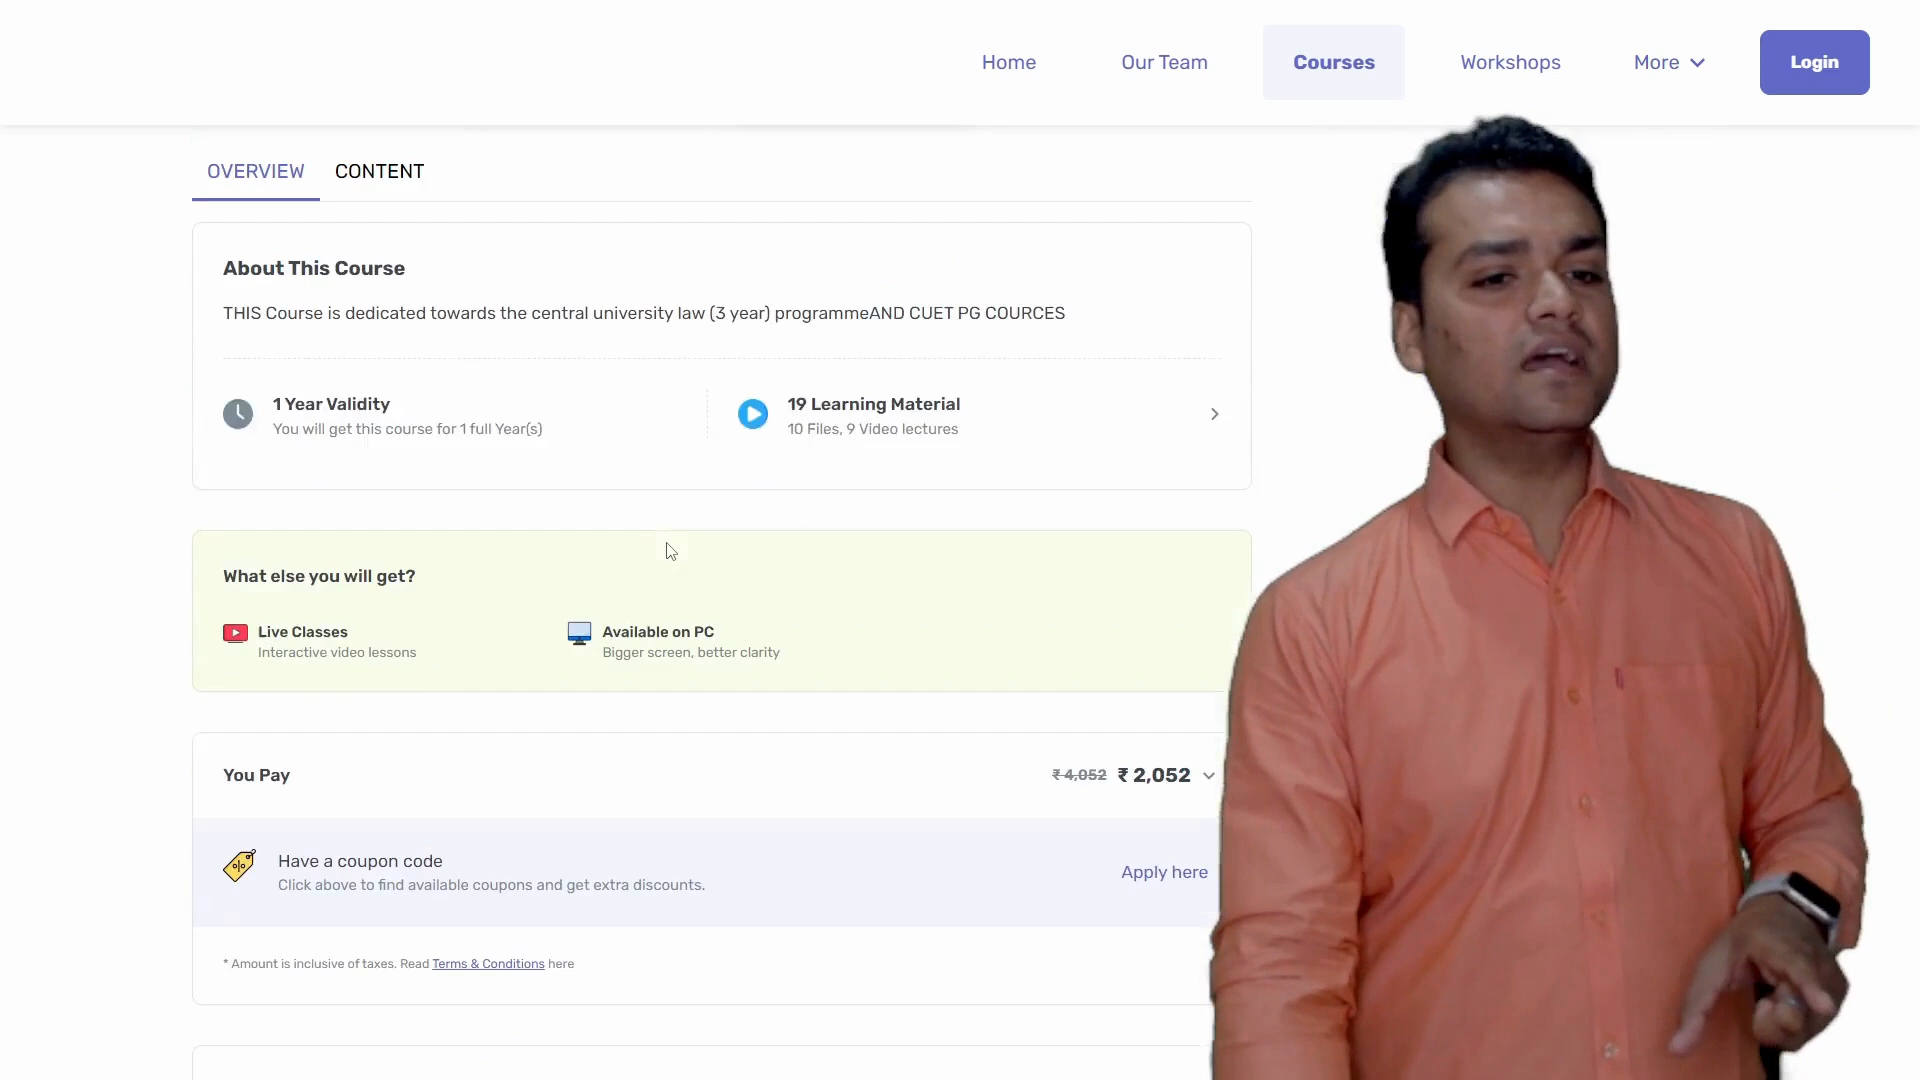 Home
Our Team
Courses
Workshops
More
Login
OVERVIEW
CONTENT
About This Course
THIS Course is dedicated towards the central university law (3 year) programmeAND CUET PG COURCES
1 Year Validity
You will get this course for 1 full Year(s)
19 Learning Material
10 Files, 9 Video lectures
What else you will get?
Live Classes
Interactive video lessons
Available on PC
Bigger screen, better clarity
You Pay
₹ 4,052 ₹ 2,052
Have a coupon code
Click above to find available coupons and get extra discounts.
Apply here
* Amount is inclusive of taxes. Read Terms & Conditions here